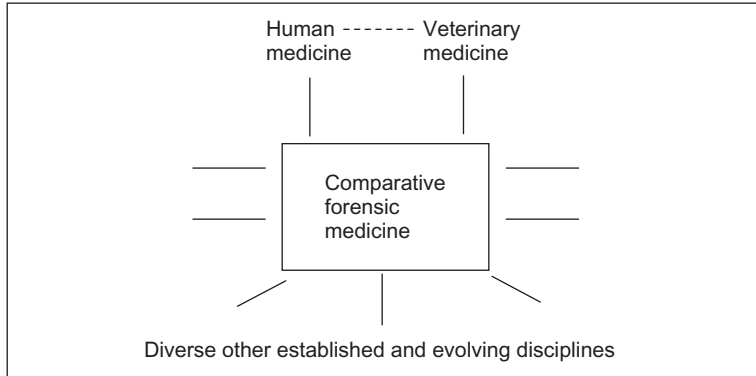 Human ------- Veterinary
medicine medicine
Comparative
forensic
medicine
Diverse other established and evolving disciplines